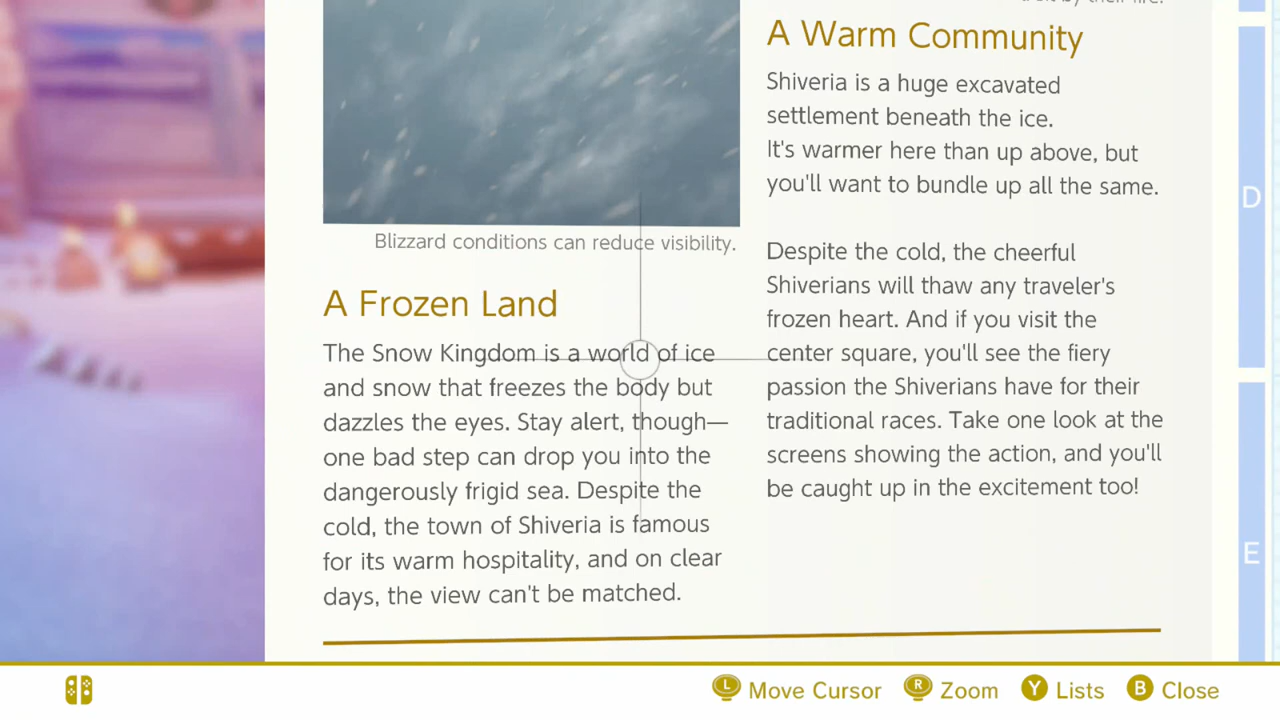 Blizzard conditions can reduce visibility.
A Frozen Land
The Snow Kingdom is a world of ice
and snow that freezes the body but
dazzles the eyes. Stay alert, though—
one bad step can drop you into the
dangerously frigid sea. Despite the
cold, the town of Shiveria is famous
for its warm hospitality, and on clear
days, the view can't be matched.
by their fire.
A Warm Community
Shiveria is a huge excavated
settlement beneath the ice.
It's warmer here than up above, but
you'll want to bundle up all the same.
Despite the cold, the cheerful
Shiverians will thaw any traveler's
frozen heart. And if you visit the
center square, you'll see the fiery
passion the Shiverians have for their
traditional races. Take one look at the
screens showing the action, and you'll
be caught up in the excitement too!
D
E
L Move Cursor R Zoom Y Lists B Close